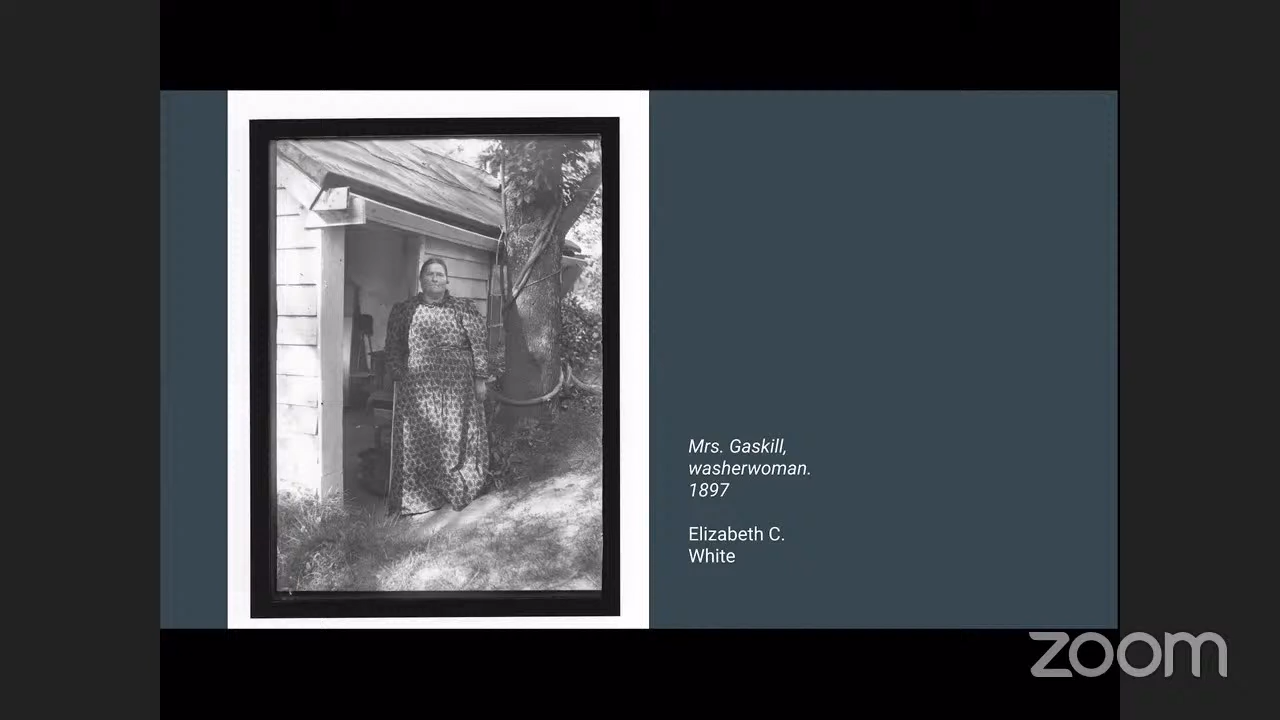 Mrs. Gaskill,
washerwoman.
1897
Elizabeth C.
White
zoom